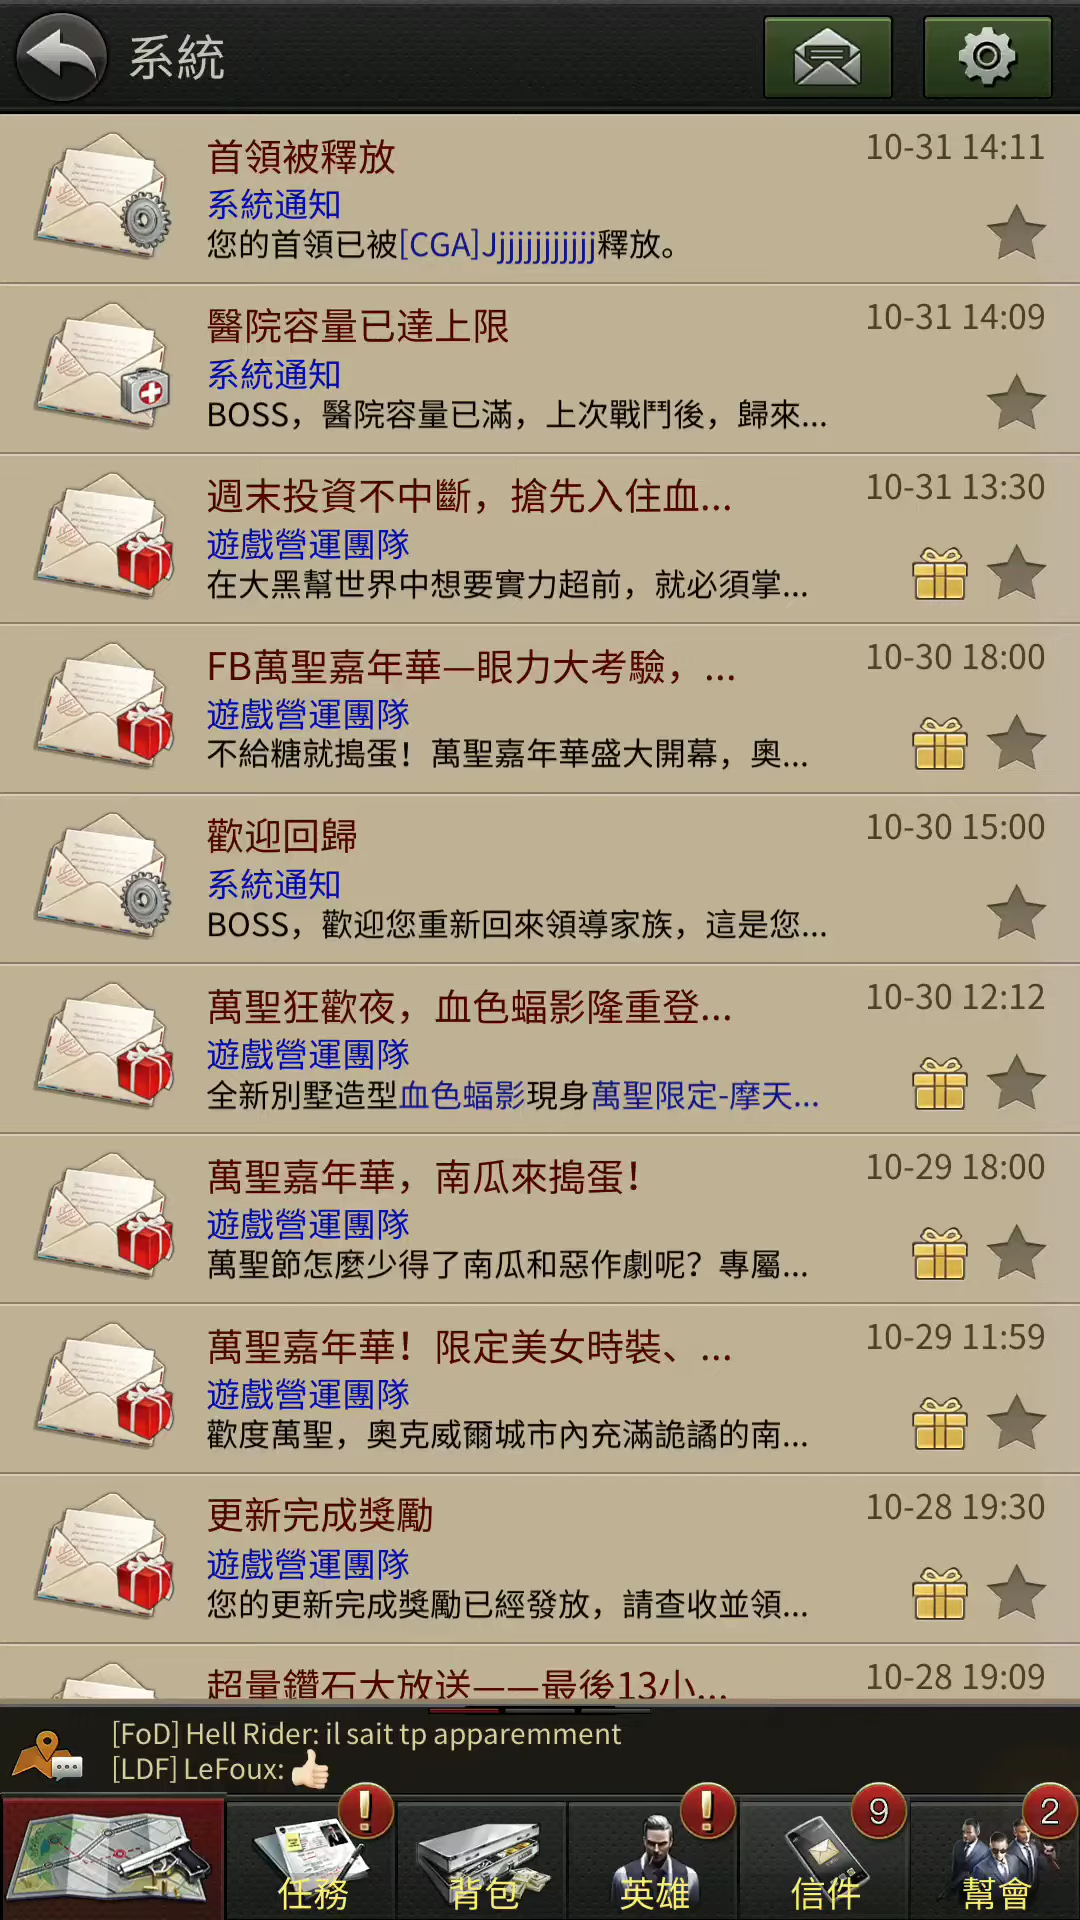 系統
首領被釋放
10-31 14:11
系統通知
您的首領已被[CGA]Jjjjjjjjjjjj釋放。
醫院容量已達上限
10-31 14:09
系統通知
BOSS，醫院容量已滿，上次戰鬥後，歸來...
週末投資不中斷，搶先入住血...
10-31 13:30
遊戲營運團隊
在大黑幫世界中想要實力超前，就必須掌...
FB萬聖嘉年華—眼力大考驗，...
10-30 18:00
遊戲營運團隊
不給糖就搗蛋！萬聖嘉年華盛大開幕，奧...
歡迎回歸
10-30 15:00
系統通知
BOSS，歡迎您重新回來領導家族，這是您...
萬聖狂歡夜，血色蝠影隆重登...
10-30 12:12
遊戲營運團隊
全新別墅造型血色蝠影現身萬聖限定-摩天...
萬聖嘉年華，南瓜來搗蛋！
10-29 18:00
遊戲營運團隊
萬聖節怎麼少得了南瓜和惡作劇呢？專屬...
萬聖嘉年華！限定美女時裝、...
10-29 11:59
遊戲營運團隊
歡度萬聖，奧克威爾城市內充滿詭譎的南...
更新完成獎勵
10-28 19:30
遊戲營運團隊
您的更新完成獎勵已經發放，請查收並領...
超量鑽石大放送——最後13小...
10-28 19:09
[FoD] Hell Rider: il sait tp apparemment
[LDF] LeFoux: 👍🏻
! ! 9 2
任務 背包 英雄 信件 幫會